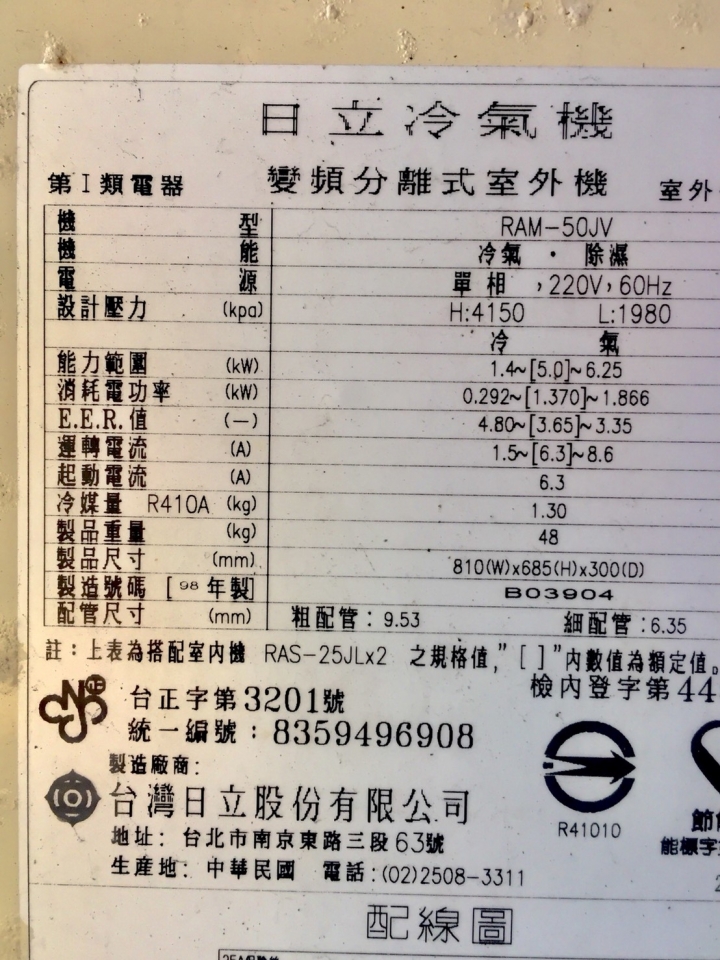 日立冷氣機
第I類電器 變頻分離式室外機 室外
機型 RAM-50JV
機能 冷氣 · 除濕
電源 單相 ,220V,60Hz
設計壓力 (kpa) H:4150 L:1980
冷氣
能力範圍 (kW) 1.4~[5.0]~6.25
消耗電功率 (kW) 0.292~[1.370]~1.866
E.E.R.值 (—) 4.80~[3.65]~3.35
運轉電流 (A) 1.5~[6.3]~8.6
起動電流 (A) 6.3
冷媒量 R410A (kg) 1.30
製品重量 (kg) 48
製品尺寸 (mm) 810(W)x685(H)x300(D)
製造號碼 [98年製] B03904
配管尺寸 (mm) 粗配管：9.53 細配管：6.35
註：上表為搭配室內機 RAS-25JLx2 之規格值,"[ ]"內數值為額定值。
台正字第3201號 檢內登字第44
統一編號：8359496908
製造廠商：
台灣日立股份有限公司
R41010
地址：台北市南京東路三段63號
生產地：中華民國 電話：(02)2508-3311
配線圖